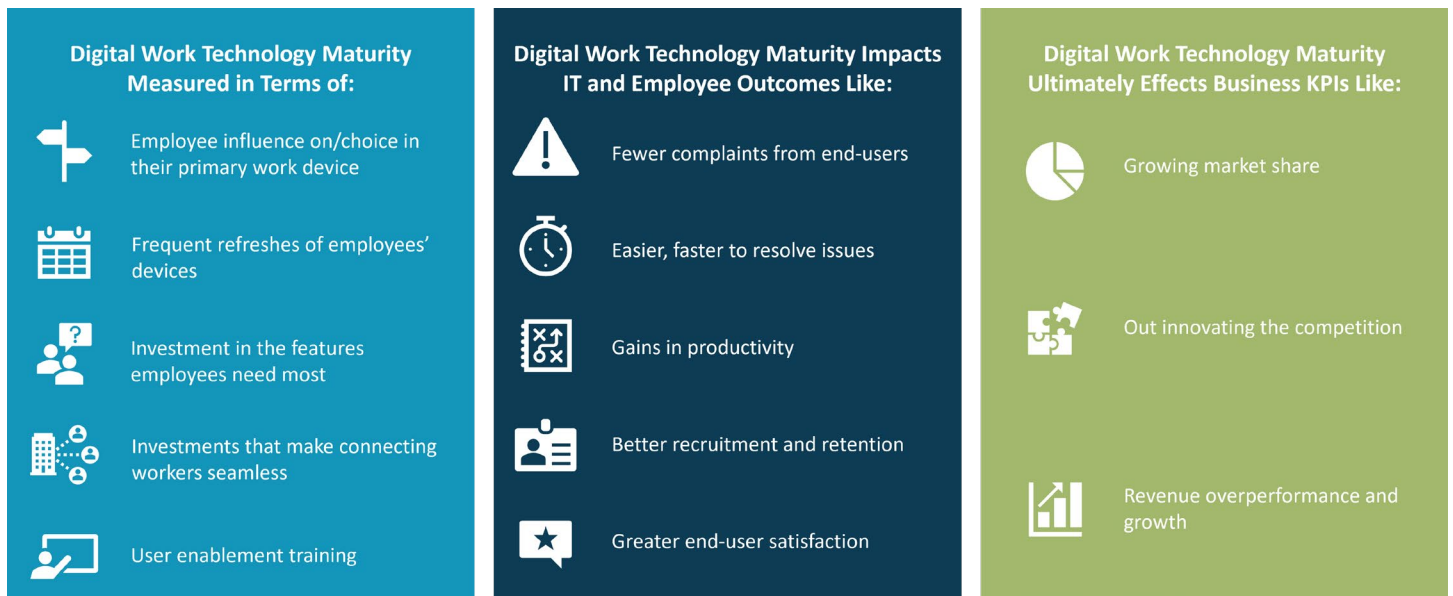 Digital Work Technology Maturity
Measured in Terms of:
Employee influence on/choice in
their primary work device
Frequent refreshes of employees’
devices
?
Investment in the features
employees need most
Investments that make connecting
workers seamless
User enablement training
Digital Work Technology Maturity Impacts
IT and Employee Outcomes Like:
!
Fewer complaints from end-users
Easier, faster to resolve issues
Gains in productivity
Better recruitment and retention
Greater end-user satisfaction
Digital Work Technology Maturity
Ultimately Effects Business KPIs Like:
Growing market share
Out innovating the competition
Revenue overperformance and
growth